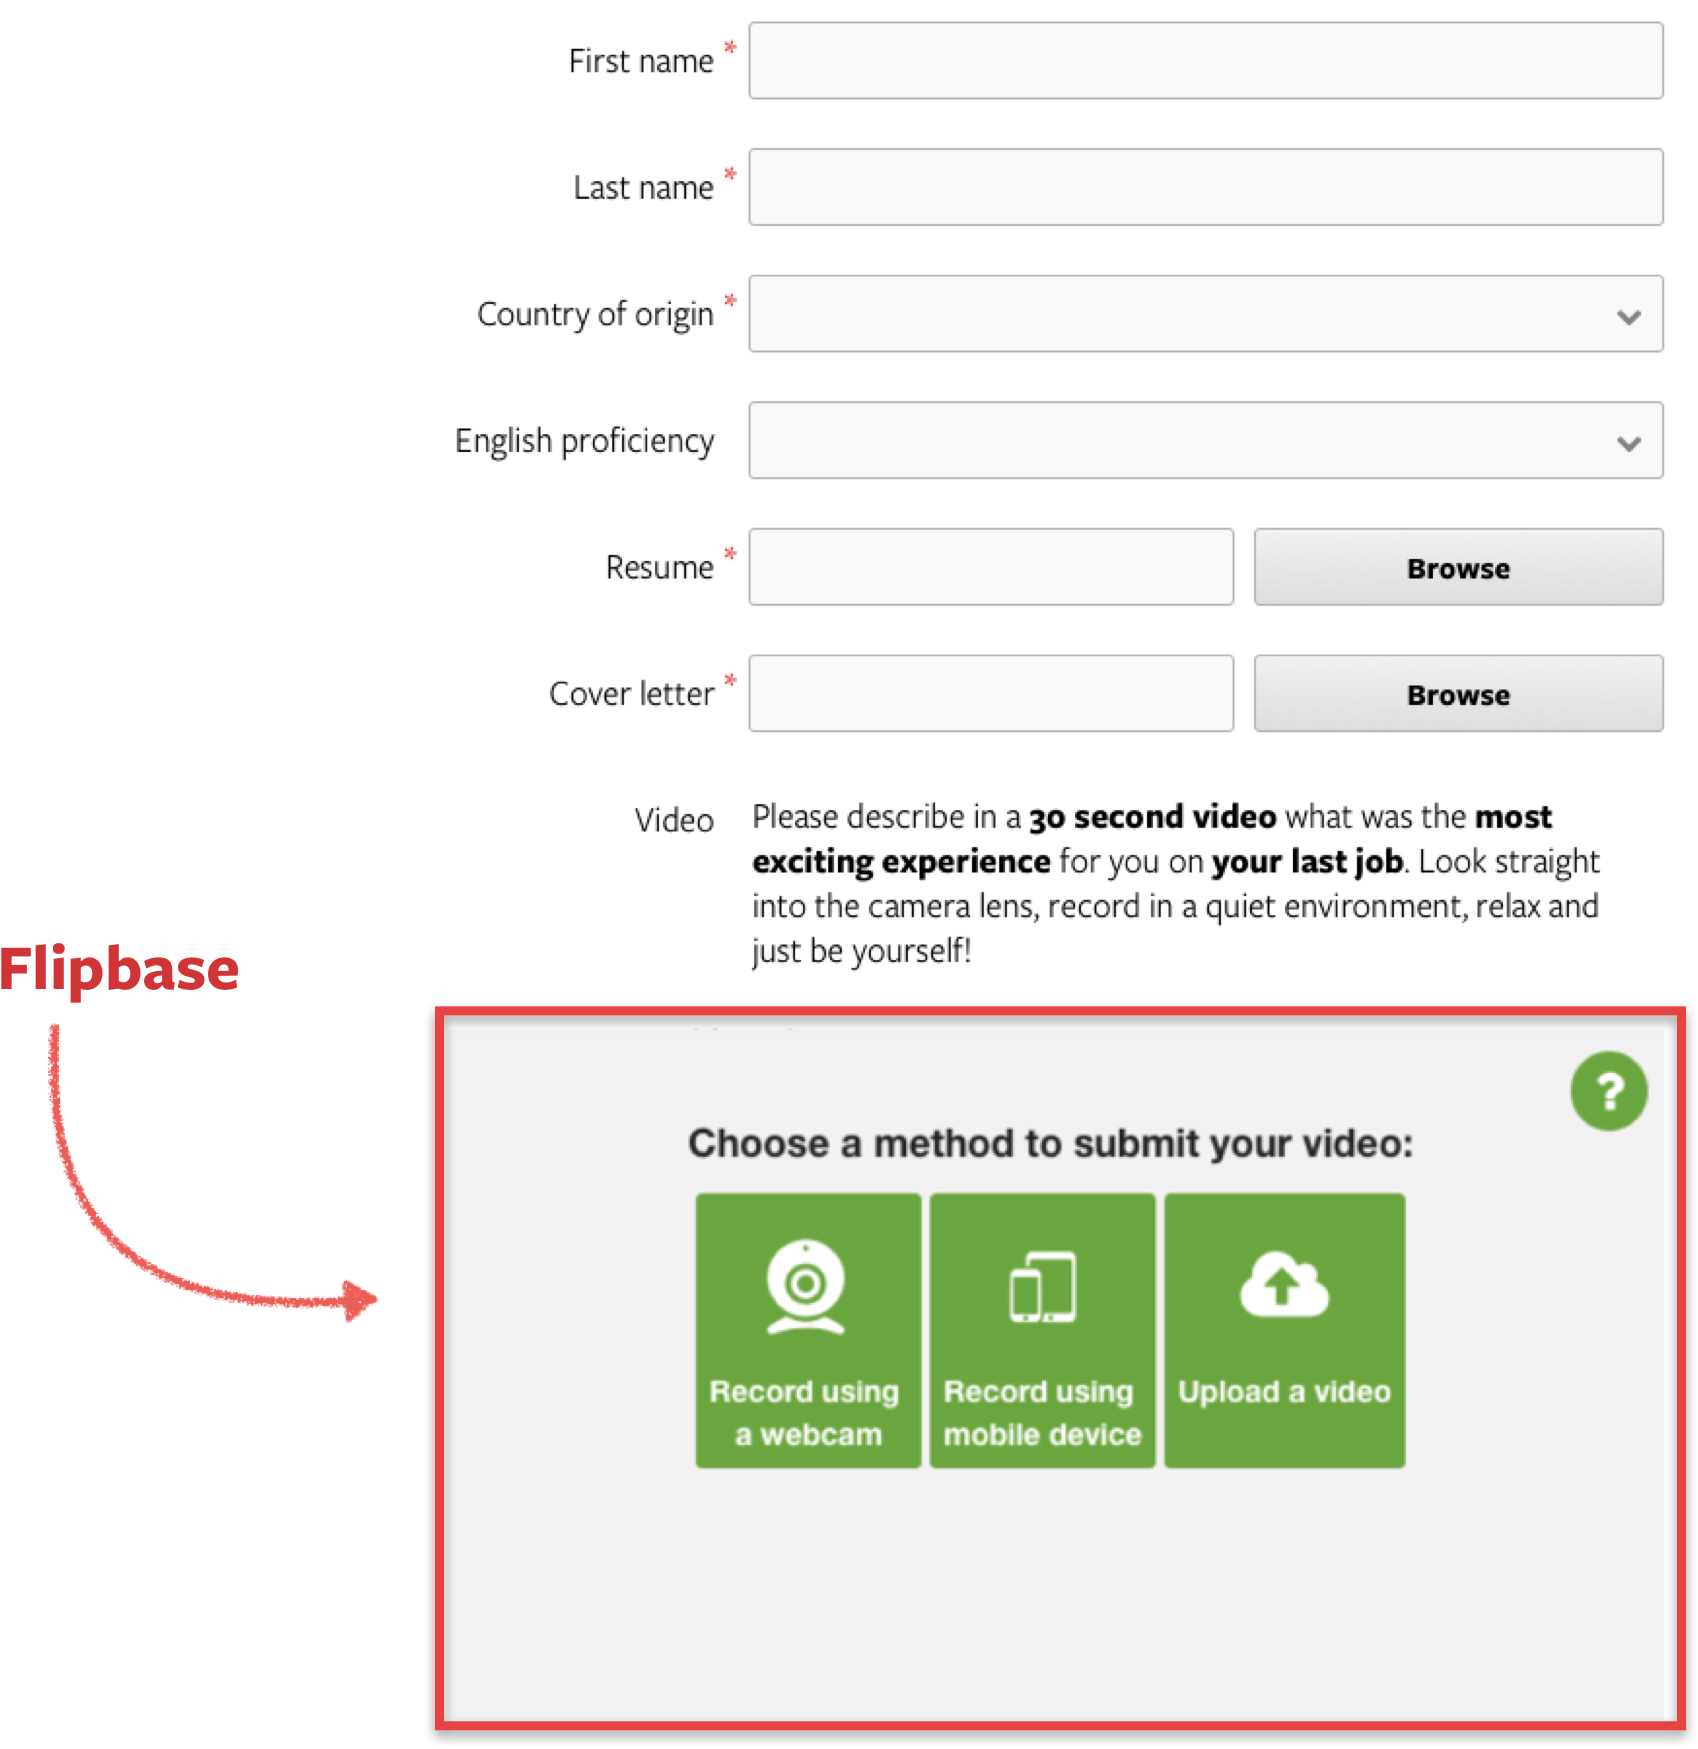 First name *
Last name *
Country of origin *
English proficiency
Resume * Browse
Cover letter * Browse
Video Please describe in a 30 second video what was the most
exciting experience for you on your last job. Look straight
into the camera lens, record in a quiet environment, relax and
just be yourself!
Flipbase
?
Choose a method to submit your video:
Record using
a webcam
Record using
mobile device
Upload a video